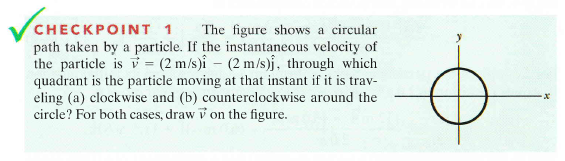 CHECKPOINT 1 The figure shows a circular
path taken by a particle. If the instantaneous velocity of
the particle is v⃗ = (2 m/s)î − (2 m/s)ĵ, through which
quadrant is the particle moving at that instant if it is trav-
eling (a) clockwise and (b) counterclockwise around the
circle? For both cases, draw v⃗ on the figure.
y
x